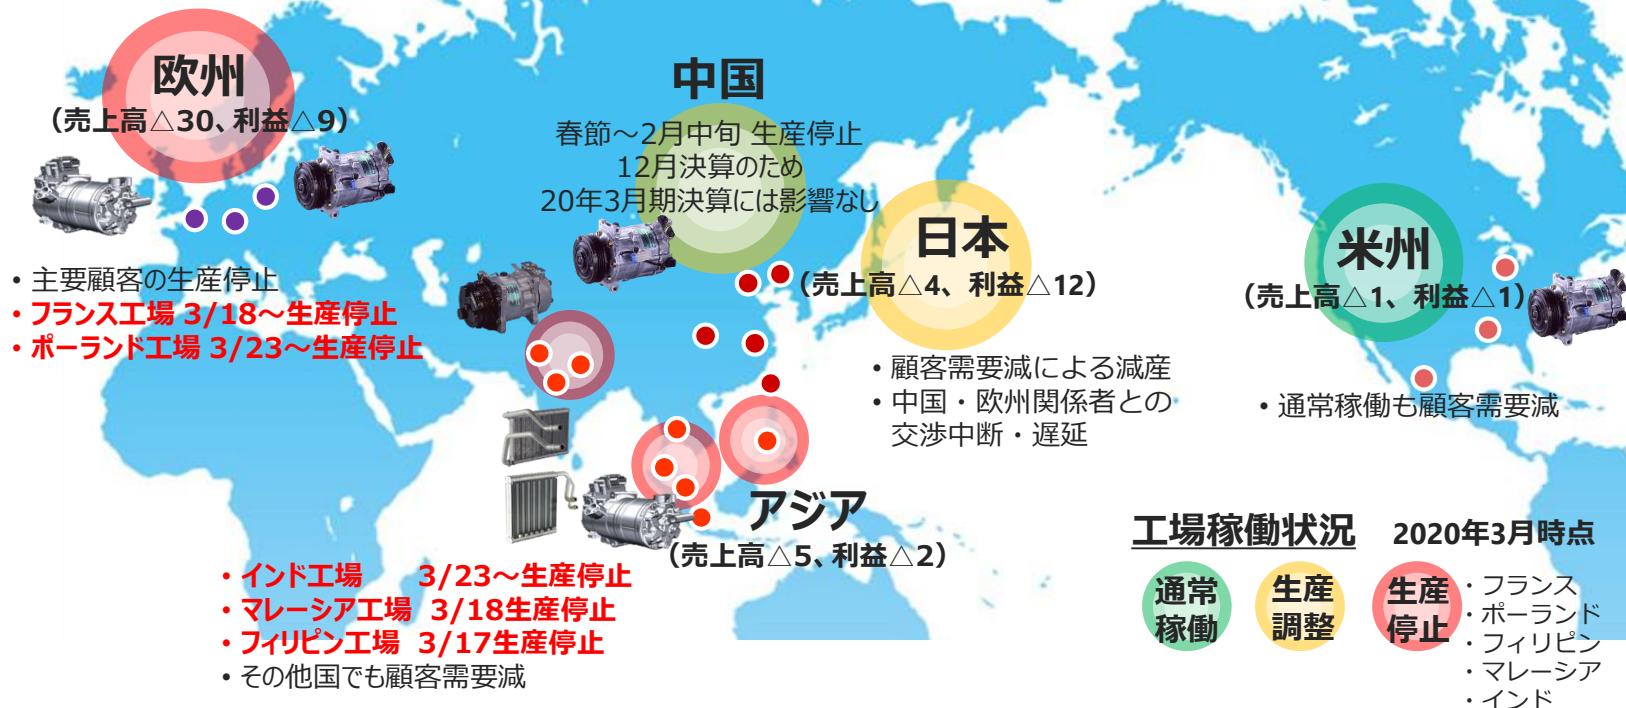 欧州
（売上高△30、利益△9）
・主要顧客の生産停止
・フランス工場 3/18～生産停止
・ポーランド工場 3/23～生産停止
中国
春節～2月中旬 生産停止
12月決算のため
20年3月期決算には影響なし
日本
（売上高△4、利益△12）
・顧客需要減による減産
・中国・欧州関係者との
交渉中断・遅延
米州
（売上高△1、利益△1）
・通常稼働も顧客需要減
アジア
（売上高△5、利益△2）
・インド工場 3/23～生産停止
・マレーシア工場 3/18生産停止
・フィリピン工場 3/17生産停止
・その他国でも顧客需要減
工場稼働状況 2020年3月時点
通常
稼働
生産
調整
生産
停止
・フランス
・ポーランド
・フィリピン
・マレーシア
・インド